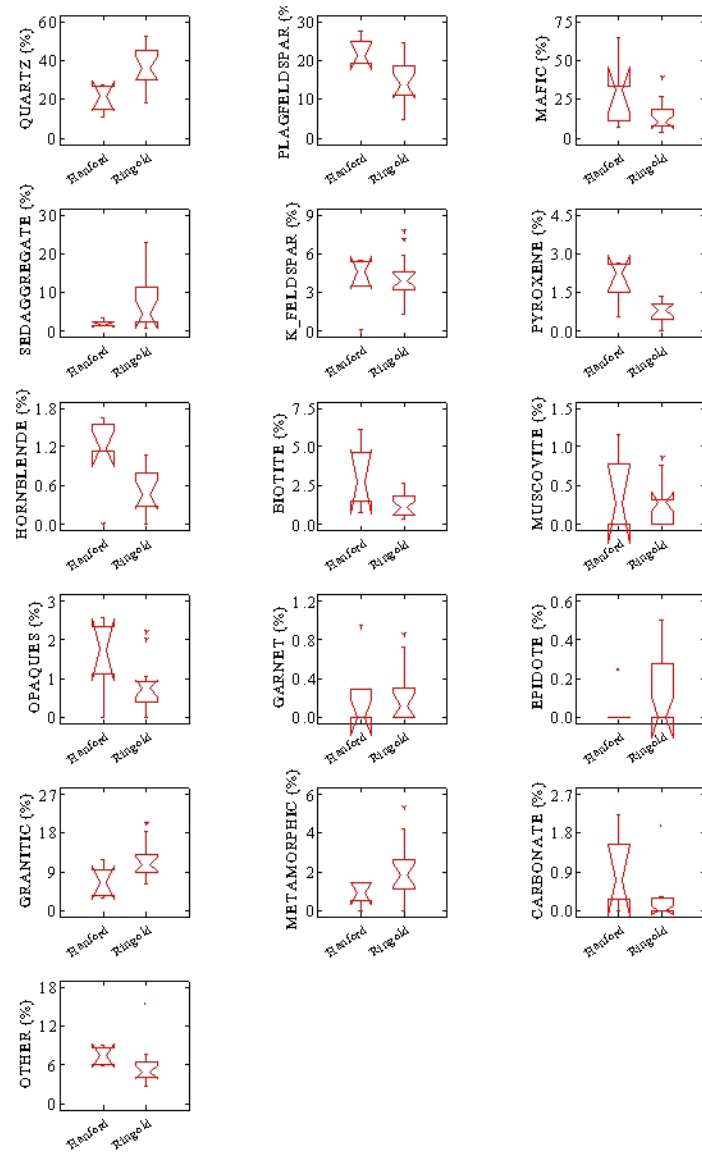 QUARTZ (%)
60
40
20
0
Hanford
Ringold
PLAGFELDSPAR (%)
30
20
10
0
Hanford
Ringold
MAFIC (%)
75
50
25
0
Hanford
Ringold
SEDAGGREGATE (%)
30
20
10
0
Hanford
Ringold
K_FELDSPAR (%)
9
6
3
0
Hanford
Ringold
PYROXENE (%)
4.5
3.0
1.5
0.0
Hanford
Ringold
HORNBLENDE (%)
1.8
1.2
0.6
0.0
Hanford
Ringold
BIOTITE (%)
7.5
5.0
2.5
0.0
Hanford
Ringold
MUSCOVITE (%)
1.5
1.0
0.5
0.0
Hanford
Ringold
OPAQUES (%)
3
2
1
0
Hanford
Ringold
GARNET (%)
1.2
0.8
0.4
0.0
Hanford
Ringold
EPIDOTE (%)
0.6
0.4
0.2
0.0
Hanford
Ringold
GRANITIC (%)
27
18
9
0
Hanford
Ringold
METAMORPHIC (%)
6
4
2
0
Hanford
Ringold
CARBONATE (%)
2.7
1.8
0.9
0.0
Hanford
Ringold
OTHER (%)
18
12
6
0
Hanford
Ringold